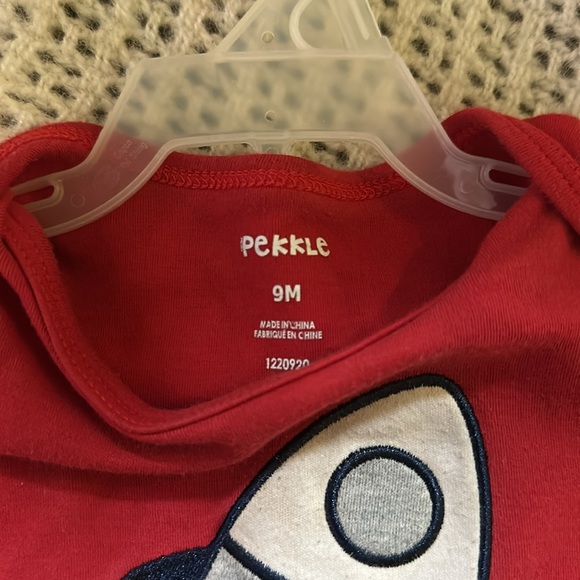 PeKKLe
9M
MADE IN CHINA
FABRIQUÉ EN CHINE
1220920